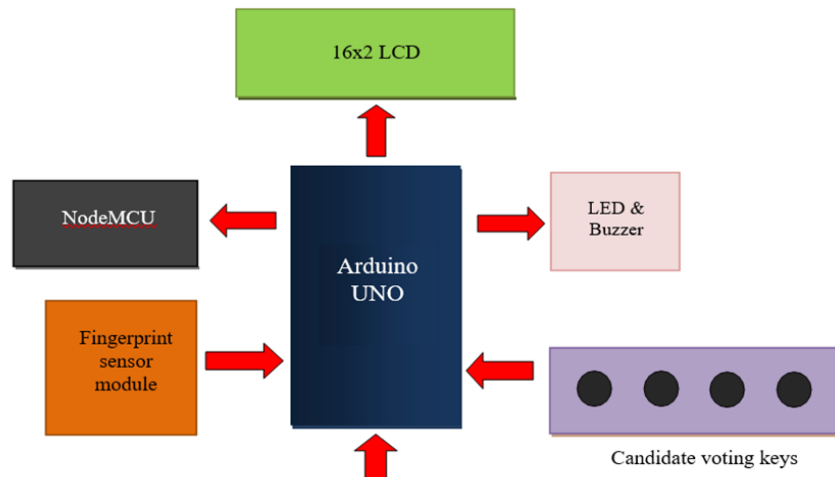 16x2 LCD
NodeMCU
LED &
Buzzer
Arduino
UNO
Fingerprint
sensor
module
Candidate voting keys